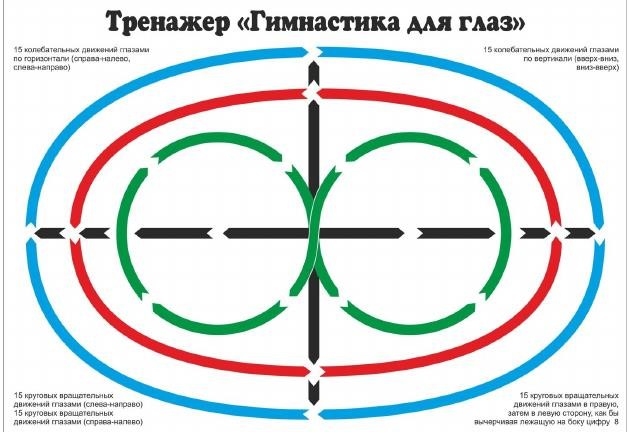 Тренажер «Гимнастика для глаз»
15 колебательных движений глазами
по горизонтали (справа-налево,
слева-направо)
15 колебательных движений глазами
по вертикали (вверх-вниз,
вниз-вверх)
15 круговых вращательных
движений глазами (слева-направо)
15 круговых вращательных
движений глазами (справа-налево)
15 круговых вращательных
движений глазами в правую,
затем в левую сторону, как бы
вычерчивая лежащую на боку цифру 8